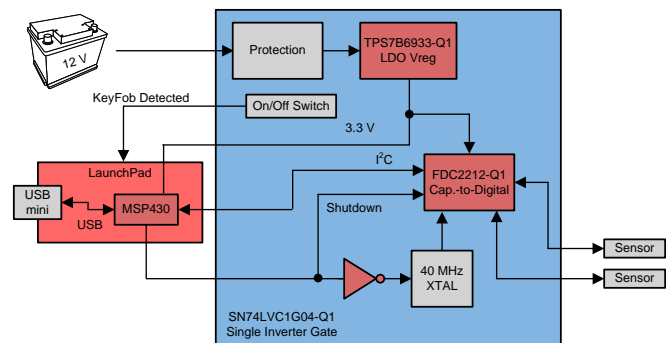 12 V
Protection
TPS7B6933-Q1
LDO Vreg
KeyFob Detected
On/Off Switch
3.3 V
LaunchPad
I²C
FDC2212-Q1
Cap.-to-Digital
USB
mini
MSP430
USB
Shutdown
Sensor
40 MHz
XTAL
Sensor
SN74LVC1G04-Q1
Single Inverter Gate